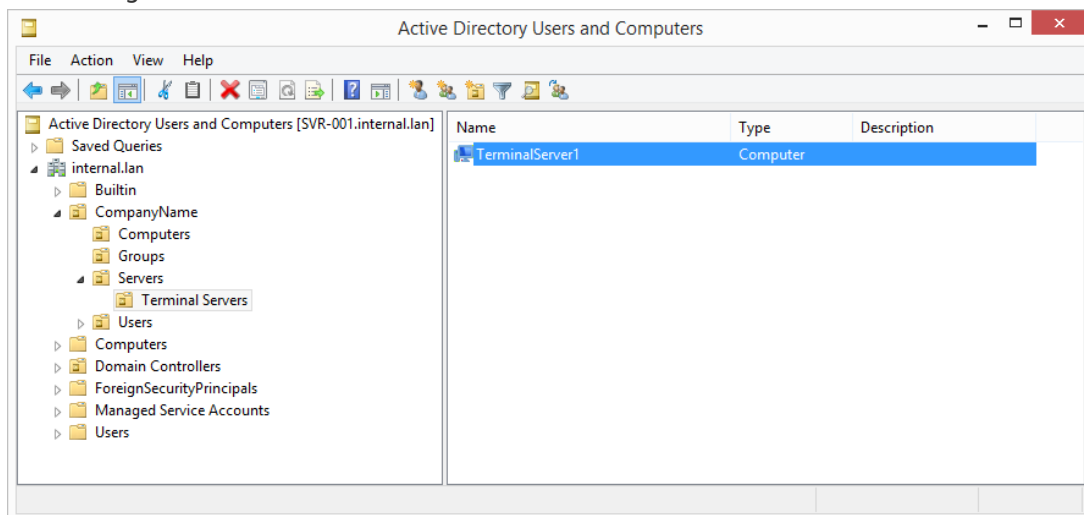 Active Directory Users and Computers
File Action View Help
Active Directory Users and Computers [SVR-001.internal.lan]
Saved Queries
internal.lan
Builtin
CompanyName
Computers
Groups
Servers
Terminal Servers
Users
Computers
Domain Controllers
ForeignSecurityPrincipals
Managed Service Accounts
Users
Name Type Description
TerminalServer1 Computer